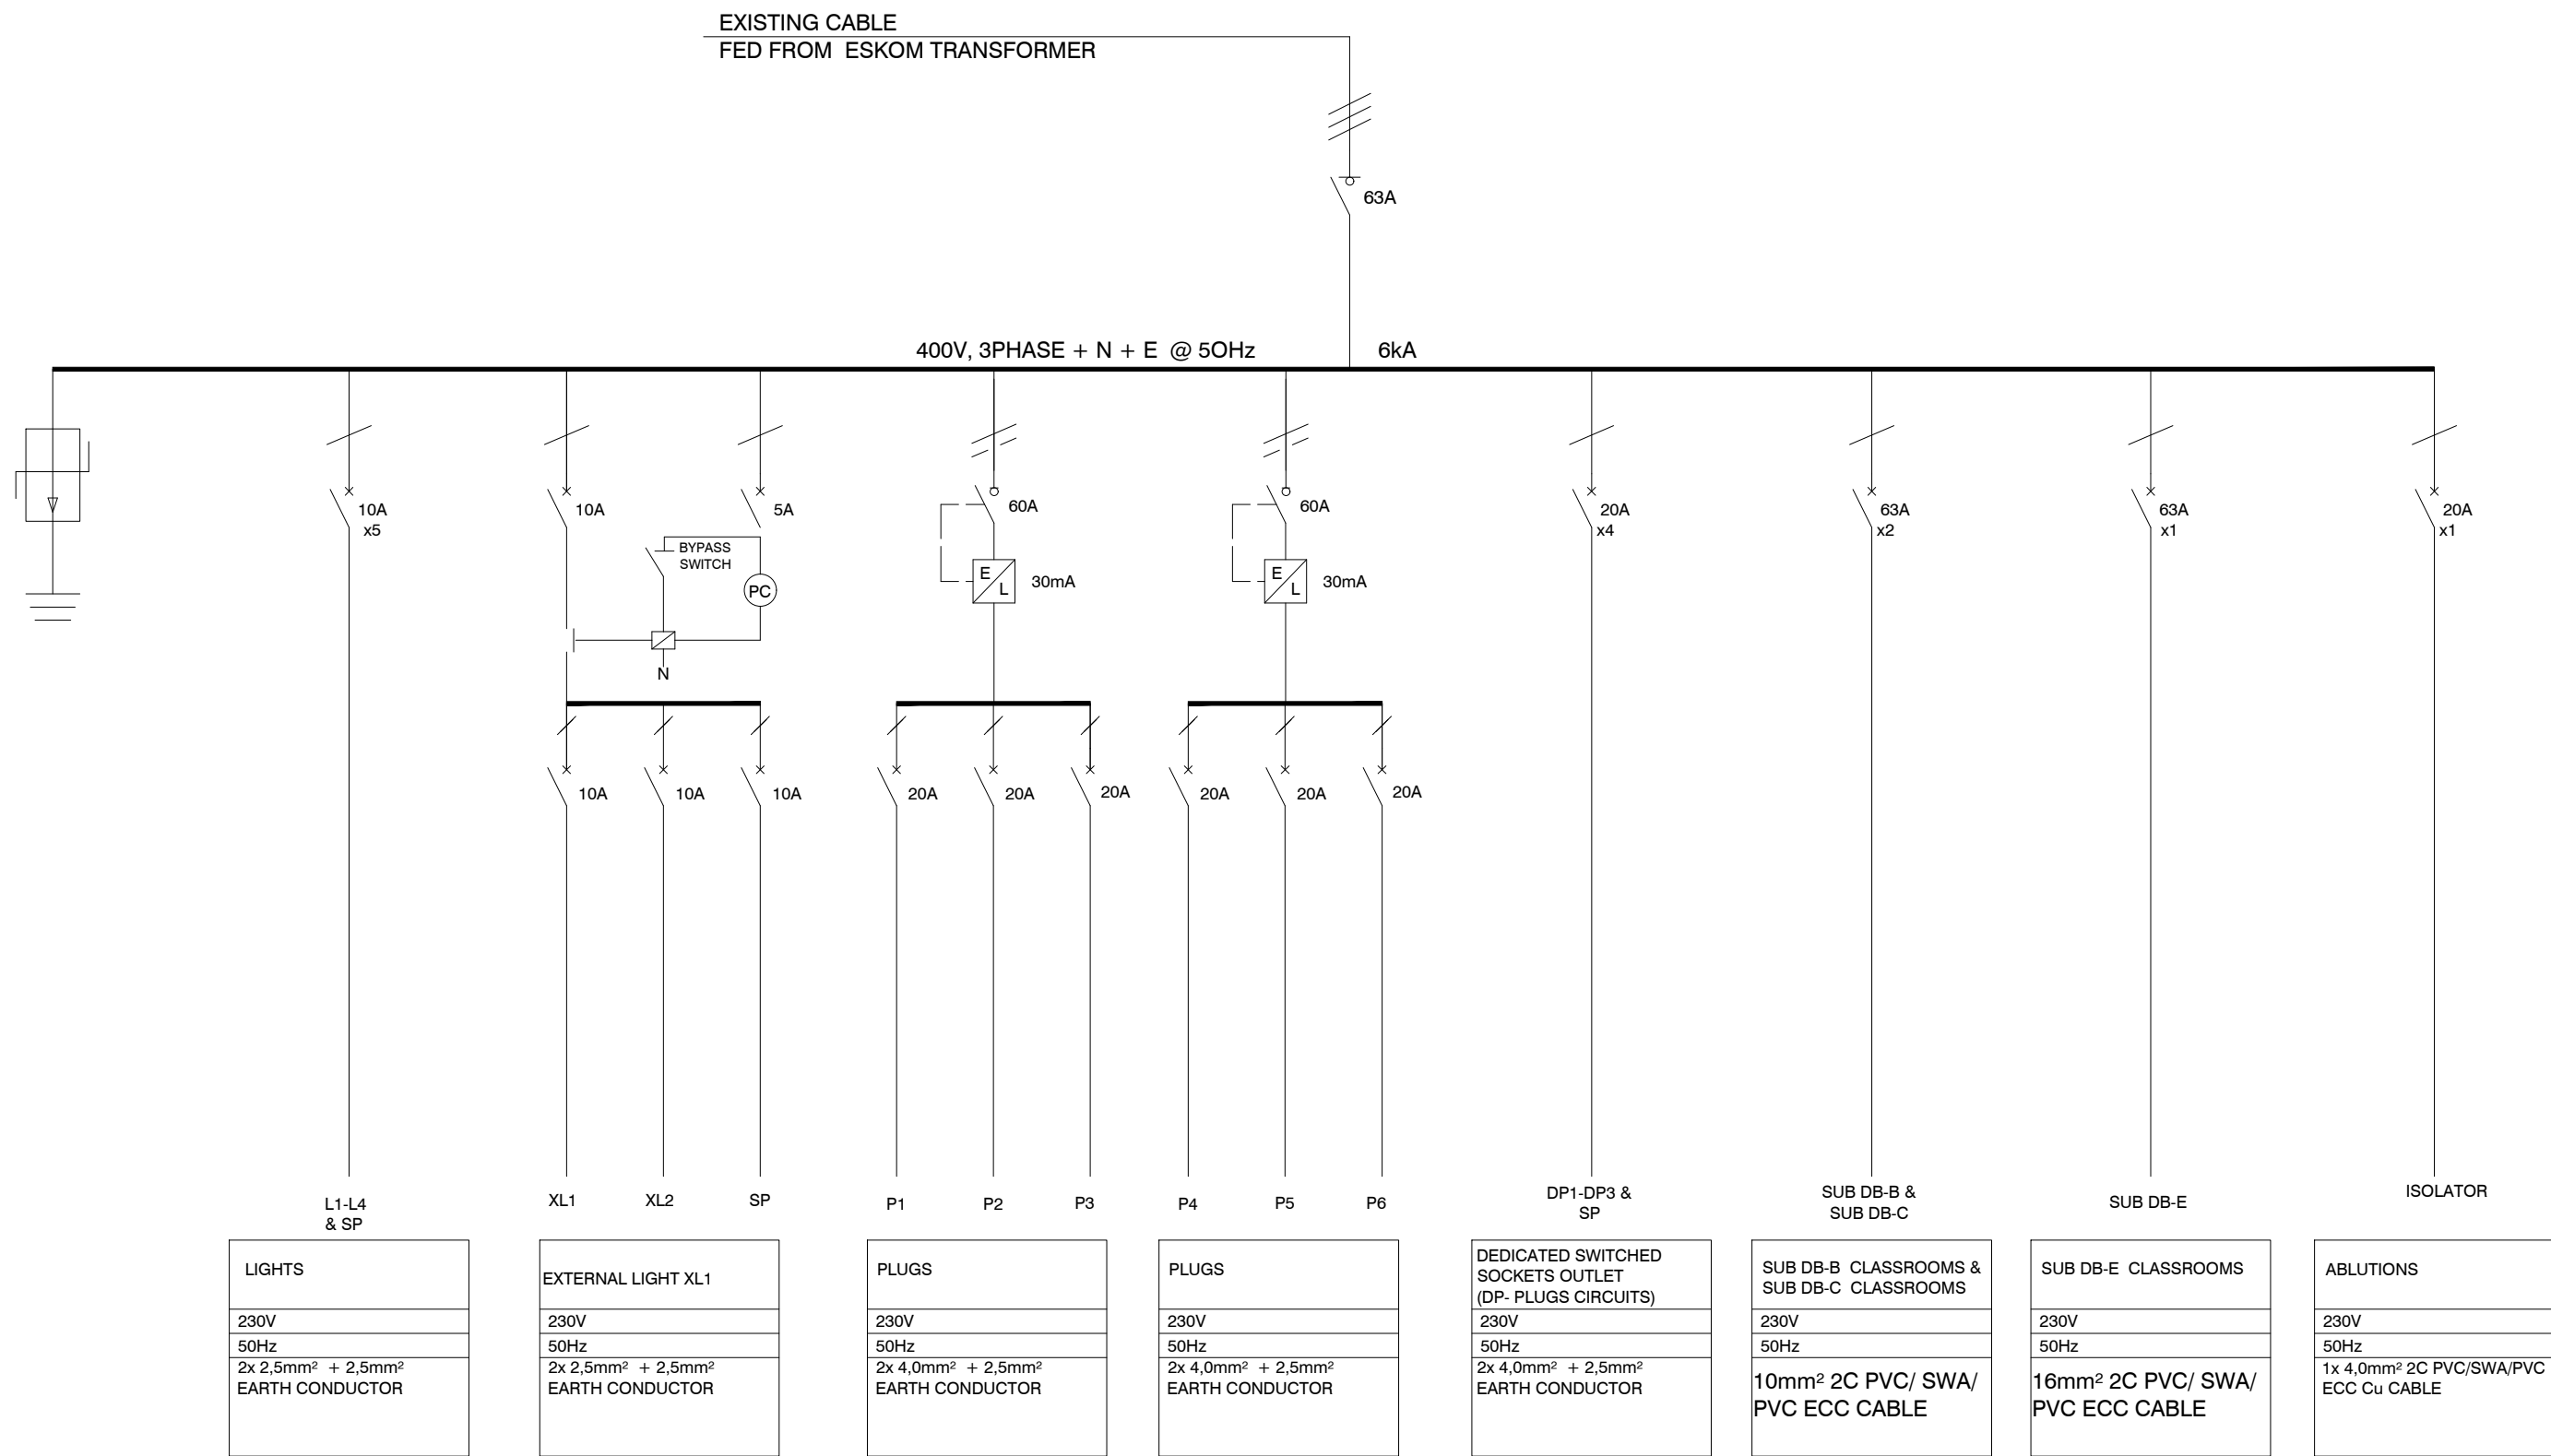 EXISTING CABLE
FED FROM  ESKOM TRANSFORMER
63A
400V, 3PHASE + N + E @ 5OHz
6kA
10A
x5
10A
5A
BYPASS
SWITCH
PC
N
60A
E
L
30mA
60A
E
L
30mA
20A
x4
63A
x2
63A
x1
20A
x1
10A
10A
10A
20A
20A
20A
20A
20A
20A
L1-L4
& SP
XL1
XL2
SP
P1
P2
P3
P4
P5
P6
DP1-DP3 &
SP
SUB DB-B &
SUB DB-C
SUB DB-E
ISOLATOR
LIGHTS
230V
50Hz
2x 2,5mm² + 2,5mm²
EARTH CONDUCTOR
EXTERNAL LIGHT XL1
230V
50Hz
2x 2,5mm² + 2,5mm²
EARTH CONDUCTOR
PLUGS
230V
50Hz
2x 4,0mm² + 2,5mm²
EARTH CONDUCTOR
PLUGS
230V
50Hz
2x 4,0mm² + 2,5mm²
EARTH CONDUCTOR
DEDICATED SWITCHED
SOCKETS OUTLET
(DP- PLUGS CIRCUITS)
230V
50Hz
2x 4,0mm² + 2,5mm²
EARTH CONDUCTOR
SUB DB-B CLASSROOMS &
SUB DB-C CLASSROOMS
230V
50Hz
10mm² 2C PVC/ SWA/
PVC ECC CABLE
SUB DB-E CLASSROOMS
230V
50Hz
16mm² 2C PVC/ SWA/
PVC ECC CABLE
ABLUTIONS
230V
50Hz
1x 4,0mm² 2C PVC/SWA/PVC
ECC Cu CABLE